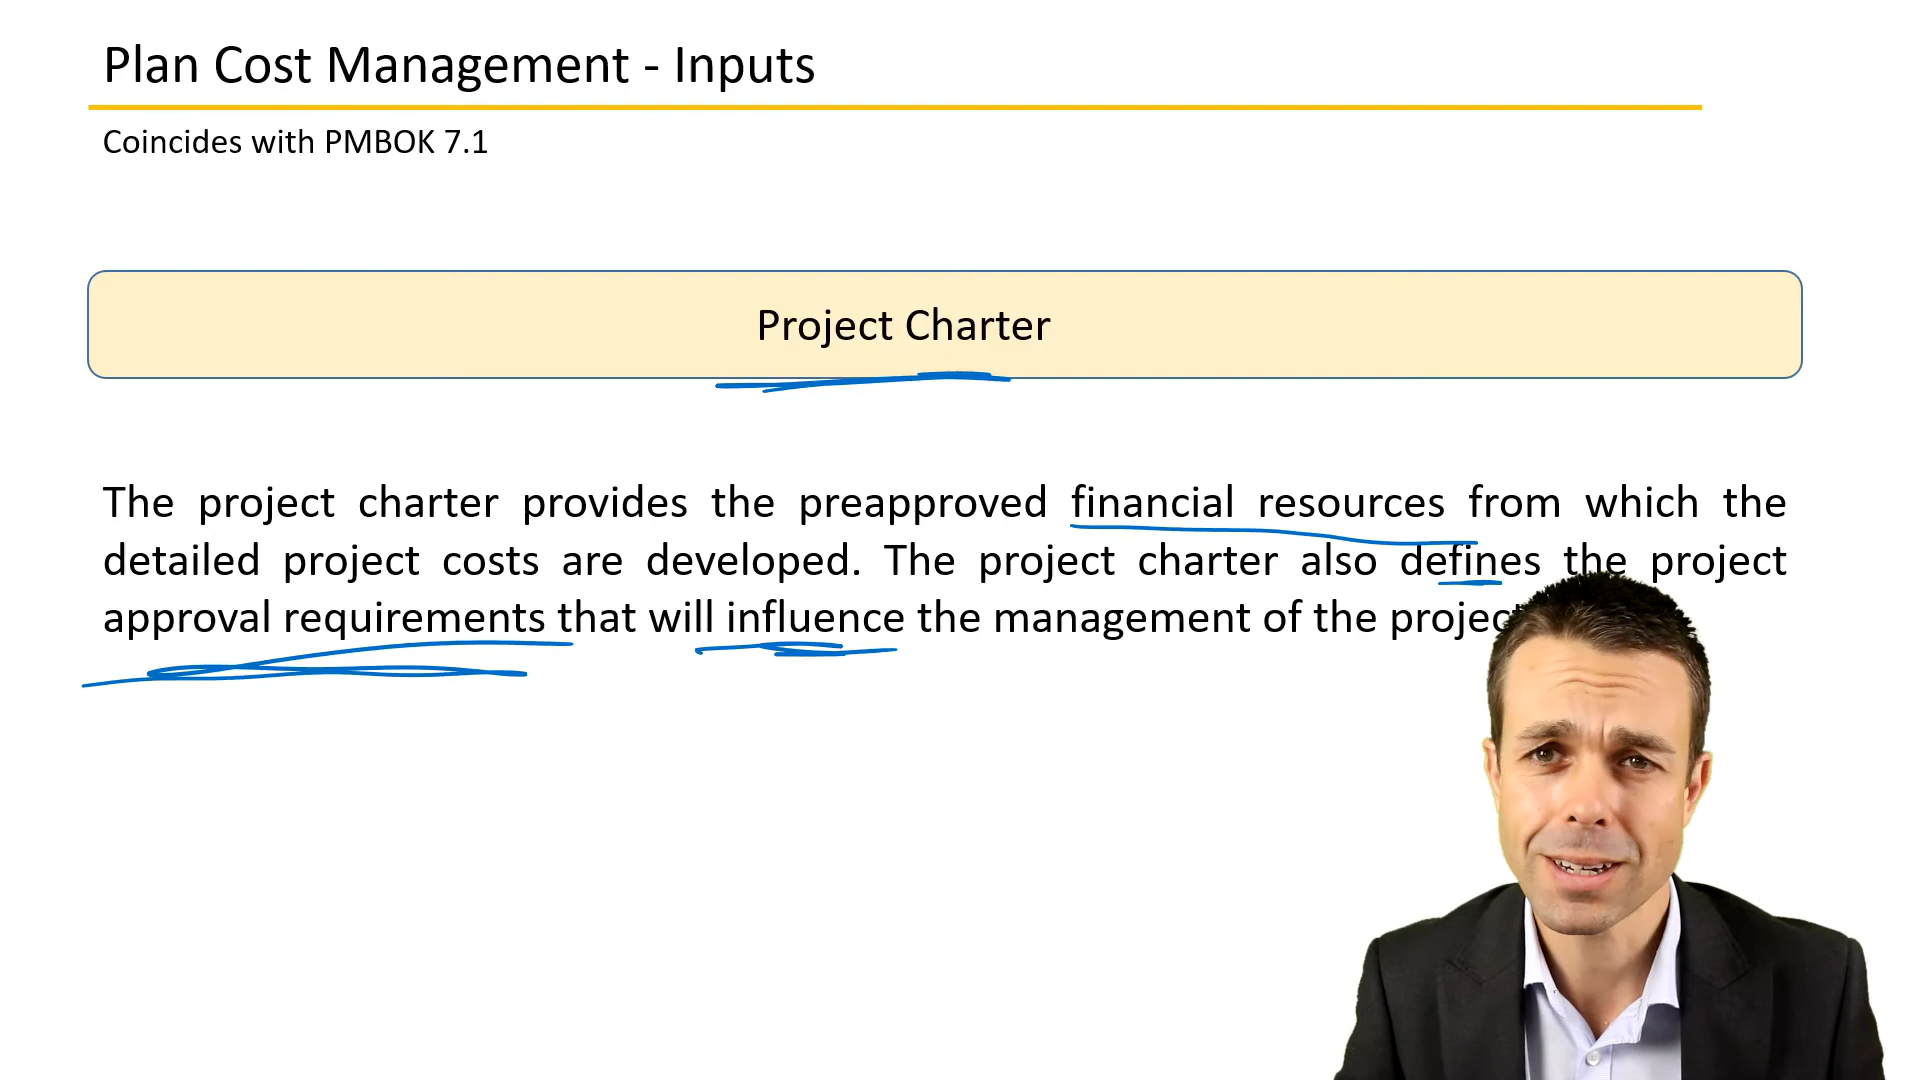 Plan Cost Management - Inputs
Coincides with PMBOK 7.1
Project Charter
The project charter provides the preapproved financial resources from which the
detailed project costs are developed. The project charter also defines the project
approval requirements that will influence the management of the